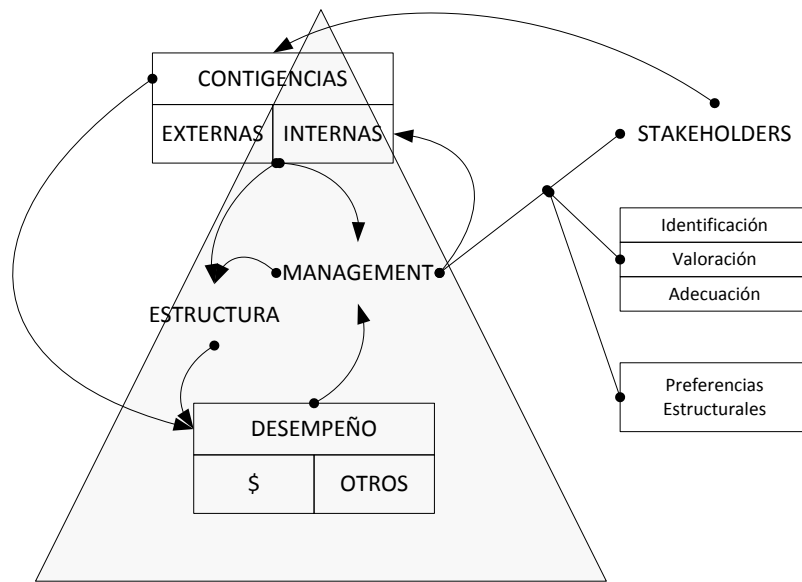 CONTIGENCIAS
EXTERNAS
INTERNAS
STAKEHOLDERS
Identificación
Valoración
Adecuación
MANAGEMENT
ESTRUCTURA
Preferencias
Estructurales
DESEMPEÑO
$
OTROS